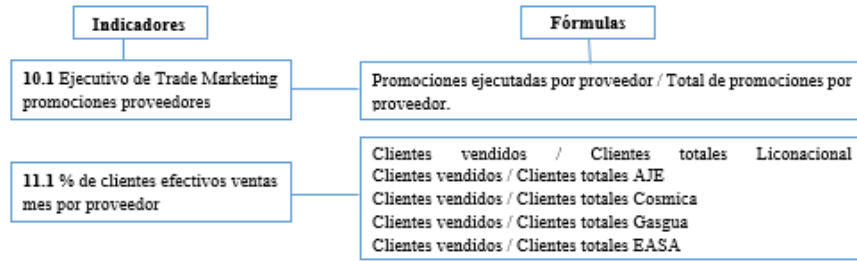 Indicadores
Fórmulas
10.1 Ejecutivo de Trade Marketing
promociones proveedores
Promociones ejecutadas por proveedor / Total de promociones por
proveedor.
11.1 % de clientes efectivos ventas
mes por proveedor
Clientes vendidos / Clientes totales Liconacional
Clientes vendidos / Clientes totales AJE
Clientes vendidos / Clientes totales Cosmica
Clientes vendidos / Clientes totales Gasgua
Clientes vendidos / Clientes totales EASA